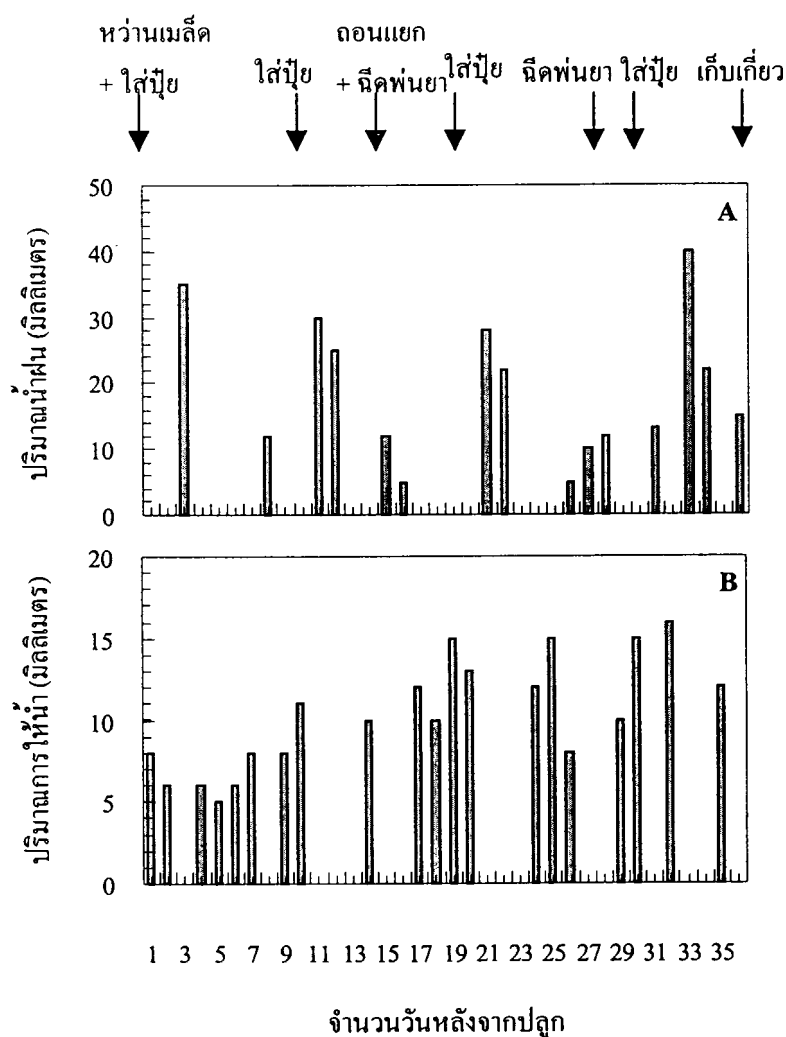 หว่านเมล็ด ถอนแยก
+ ใส่ปุ๋ย ใส่ปุ๋ย + ฉีดพ่นยา ใส่ปุ๋ย ฉีดพ่นยา ใส่ปุ๋ย เก็บเกี่ยว
A
ปริมาณน้ำฝน (มิลลิเมตร)
50
40
30
20
10
0
B
ปริมาณการให้น้ำ (มิลลิเมตร)
20
15
10
5
0
1 3 5 7 9 11 13 15 17 19 21 23 25 27 29 31 33 35
จำนวนวันหลังจากปลูก